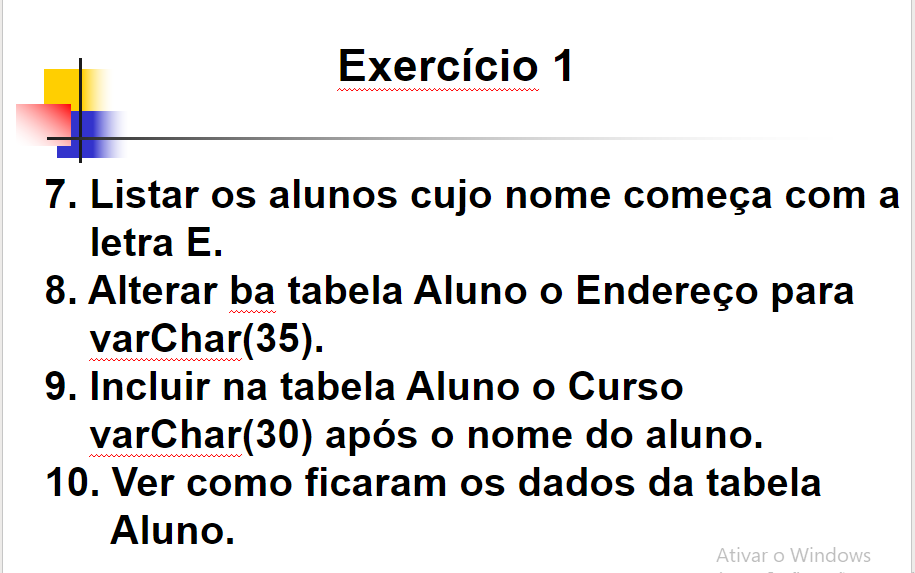 Exercício 1
7. Listar os alunos cujo nome começa com a
letra E.
8. Alterar ba tabela Aluno o Endereço para
varChar(35).
9. Incluir na tabela Aluno o Curso
varChar(30) após o nome do aluno.
10. Ver como ficaram os dados da tabela
Aluno.
Ativar o Windows